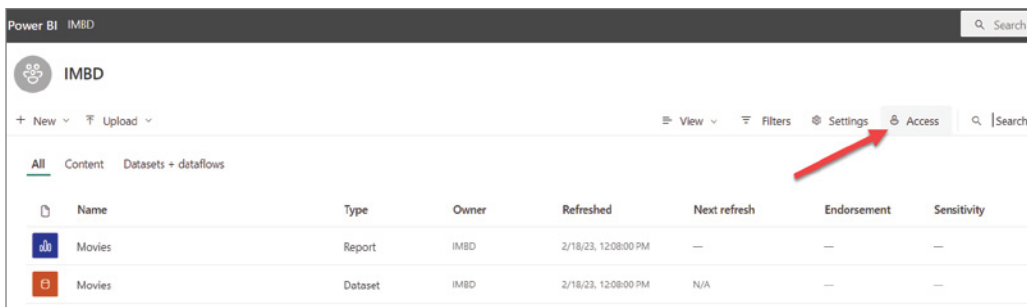 Power BI IMBD Search
IMBD
+ New Upload View Filters Settings Access Search
All Content Datasets + dataflows
Name Type Owner Refreshed Next refresh Endorsement Sensitivity
Movies Report IMBD 2/18/23, 12:08:00 PM — — —
Movies Dataset IMBD 2/18/23, 12:08:00 PM N/A — —